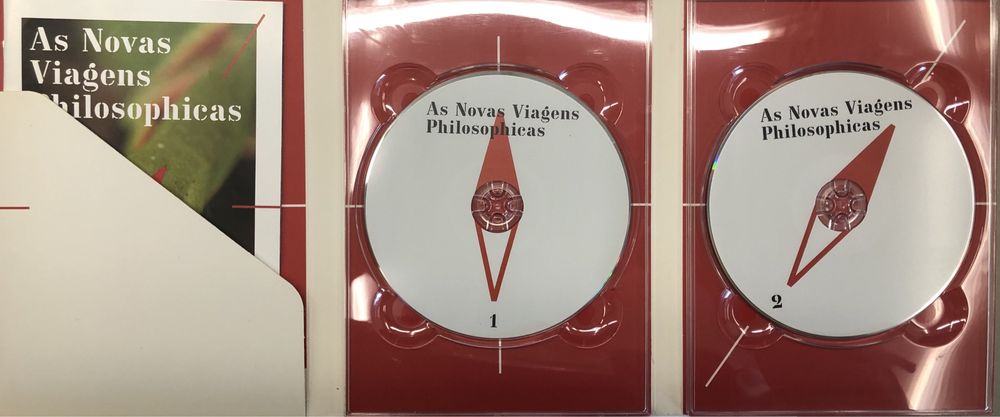 As Novas
Viagens
Philosophicas
As Novas Viagens
Philosophicas
1
As Novas Viagens
Philosophicas
2